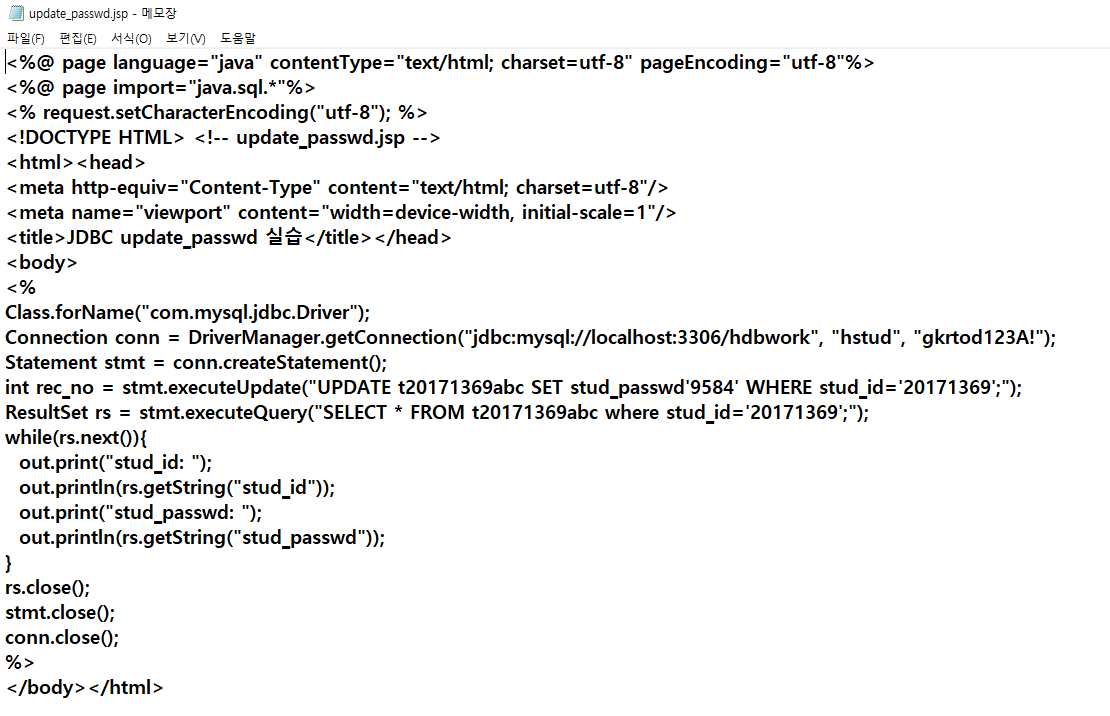 update_passwd.jsp - 메모장
파일(F) 편집(E) 서식(O) 보기(V) 도움말
<%@ page language="java" contentType="text/html; charset=utf-8" pageEncoding="utf-8"%>
<%@ page import="java.sql.*"%>
<% request.setCharacterEncoding("utf-8"); %>
<!DOCTYPE HTML> <!-- update_passwd.jsp -->
<html><head>
<meta http-equiv="Content-Type" content="text/html; charset=utf-8"/>
<meta name="viewport" content="width=device-width, initial-scale=1"/>
<title>JDBC update_passwd 실습</title></head>
<body>
<%
Class.forName("com.mysql.jdbc.Driver");
Connection conn = DriverManager.getConnection("jdbc:mysql://localhost:3306/hdbwork", "hstud", "gkrtod123A!");
Statement stmt = conn.createStatement();
int rec_no = stmt.executeUpdate("UPDATE t20171369abc SET stud_passwd'9584' WHERE stud_id='20171369';");
ResultSet rs = stmt.executeQuery("SELECT * FROM t20171369abc where stud_id='20171369';");
while(rs.next()){
  out.print("stud_id: ");
  out.println(rs.getString("stud_id"));
  out.print("stud_passwd: ");
  out.println(rs.getString("stud_passwd"));
}
rs.close();
stmt.close();
conn.close();
%>
</body></html>